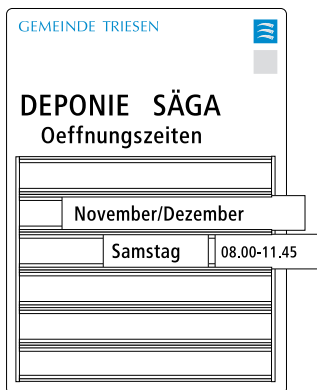 GEMEINDE TRIESEN
DEPONIE SÄGA
Oeffnungszeiten
November/Dezember
Samstag 08.00-11.45